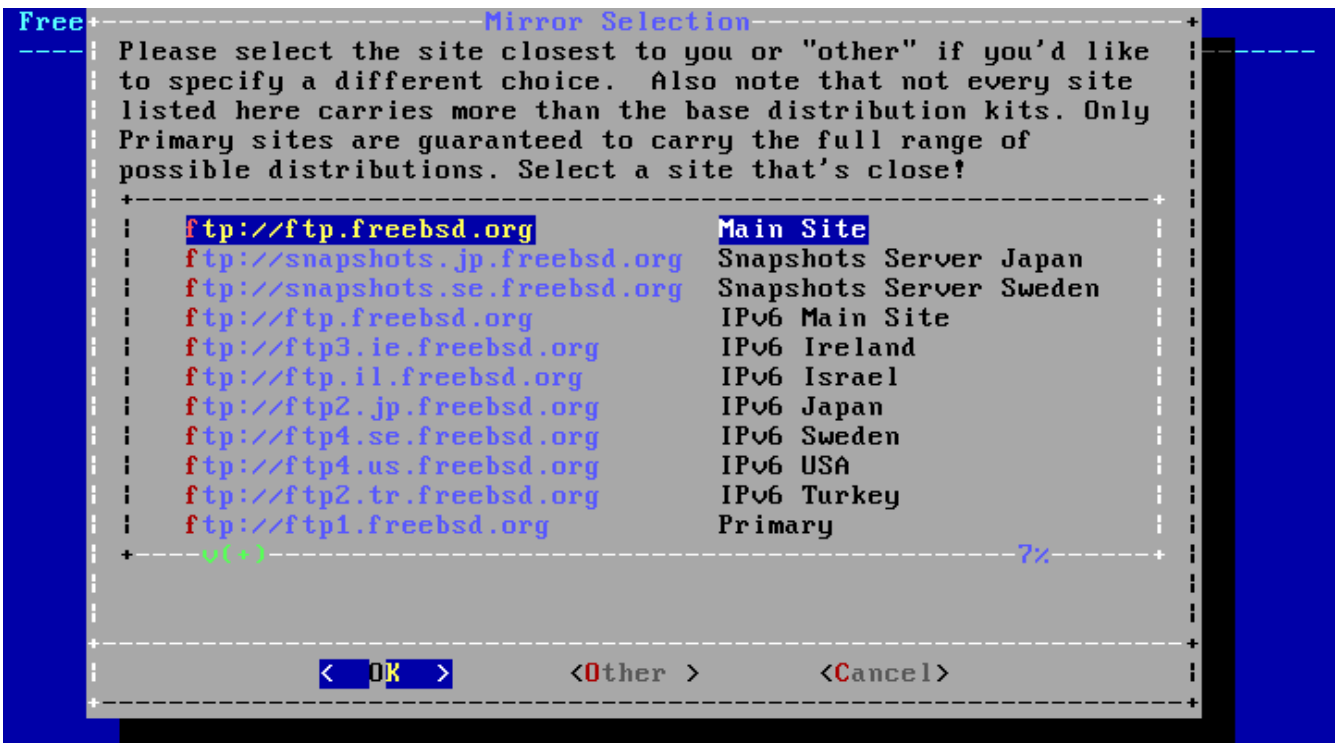 Free
Mirror Selection
Please select the site closest to you or "other" if you'd like
to specify a different choice.  Also note that not every site
listed here carries more than the base distribution kits. Only
Primary sites are guaranteed to carry the full range of
possible distributions. Select a site that's close!
ftp://ftp.freebsd.org Main Site
ftp://snapshots.jp.freebsd.org Snapshots Server Japan
ftp://snapshots.se.freebsd.org Snapshots Server Sweden
ftp://ftp.freebsd.org IPv6 Main Site
ftp://ftp3.ie.freebsd.org IPv6 Ireland
ftp://ftp.il.freebsd.org IPv6 Israel
ftp://ftp2.jp.freebsd.org IPv6 Japan
ftp://ftp4.se.freebsd.org IPv6 Sweden
ftp://ftp4.us.freebsd.org IPv6 USA
ftp://ftp2.tr.freebsd.org IPv6 Turkey
ftp://ftp1.freebsd.org Primary
v(+) 7%
< OK > <Other > <Cancel>